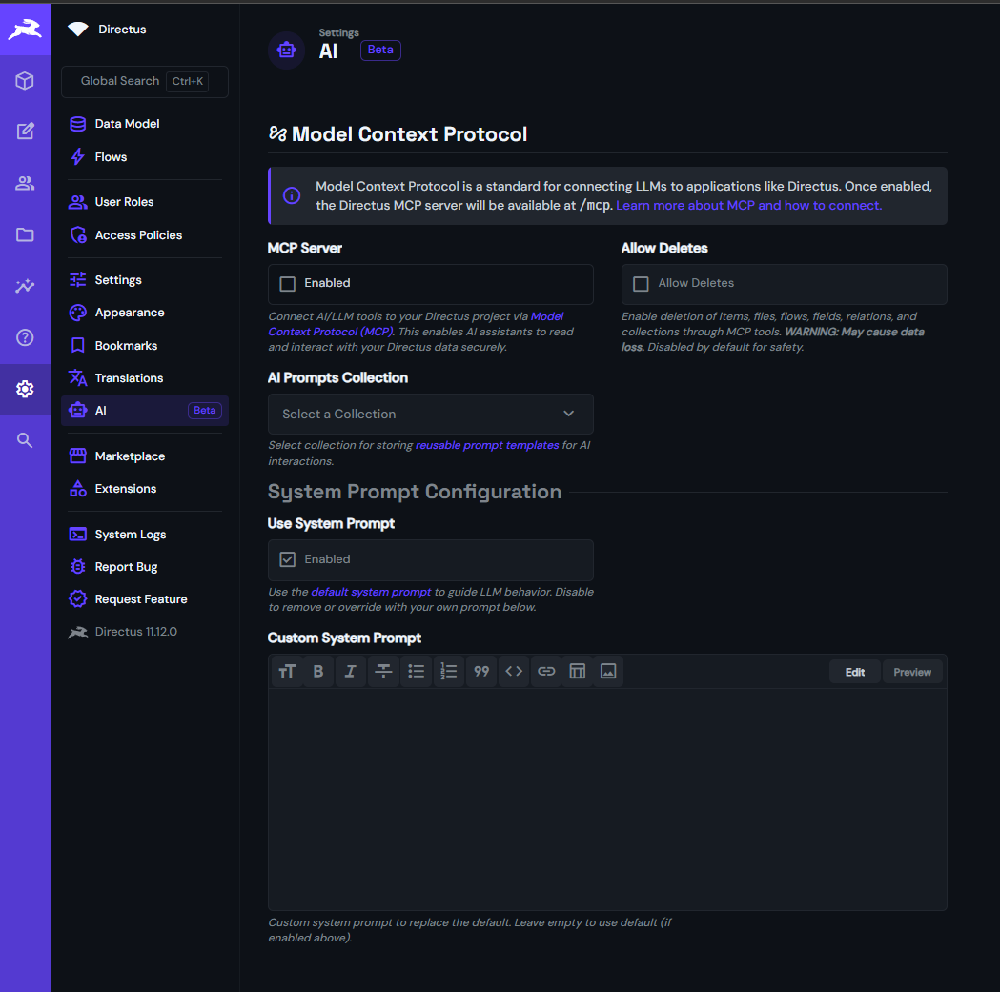 Directus
Global Search Ctrl+K
Data Model
Flows
User Roles
Access Policies
Settings
Appearance
Bookmarks
Translations
AI Beta
Marketplace
Extensions
System Logs
Report Bug
Request Feature
Directus 11.12.0
Settings
AI Beta
Model Context Protocol
Model Context Protocol is a standard for connecting LLMs to applications like Directus. Once enabled,
the Directus MCP server will be available at /mcp. Learn more about MCP and how to connect.
MCP Server
Enabled
Connect AI/LLM tools to your Directus project via Model
Context Protocol (MCP). This enables AI assistants to read
and interact with your Directus data securely.
Allow Deletes
Allow Deletes
Enable deletion of items, files, flows, fields, relations, and
collections through MCP tools. WARNING: May cause data
loss. Disabled by default for safety.
AI Prompts Collection
Select a Collection
Select collection for storing reusable prompt templates for AI
interactions.
System Prompt Configuration
Use System Prompt
Enabled
Use the default system prompt to guide LLM behavior. Disable
to remove or override with your own prompt below.
Custom System Prompt
Edit Preview
Custom system prompt to replace the default. Leave empty to use default (if
enabled above).